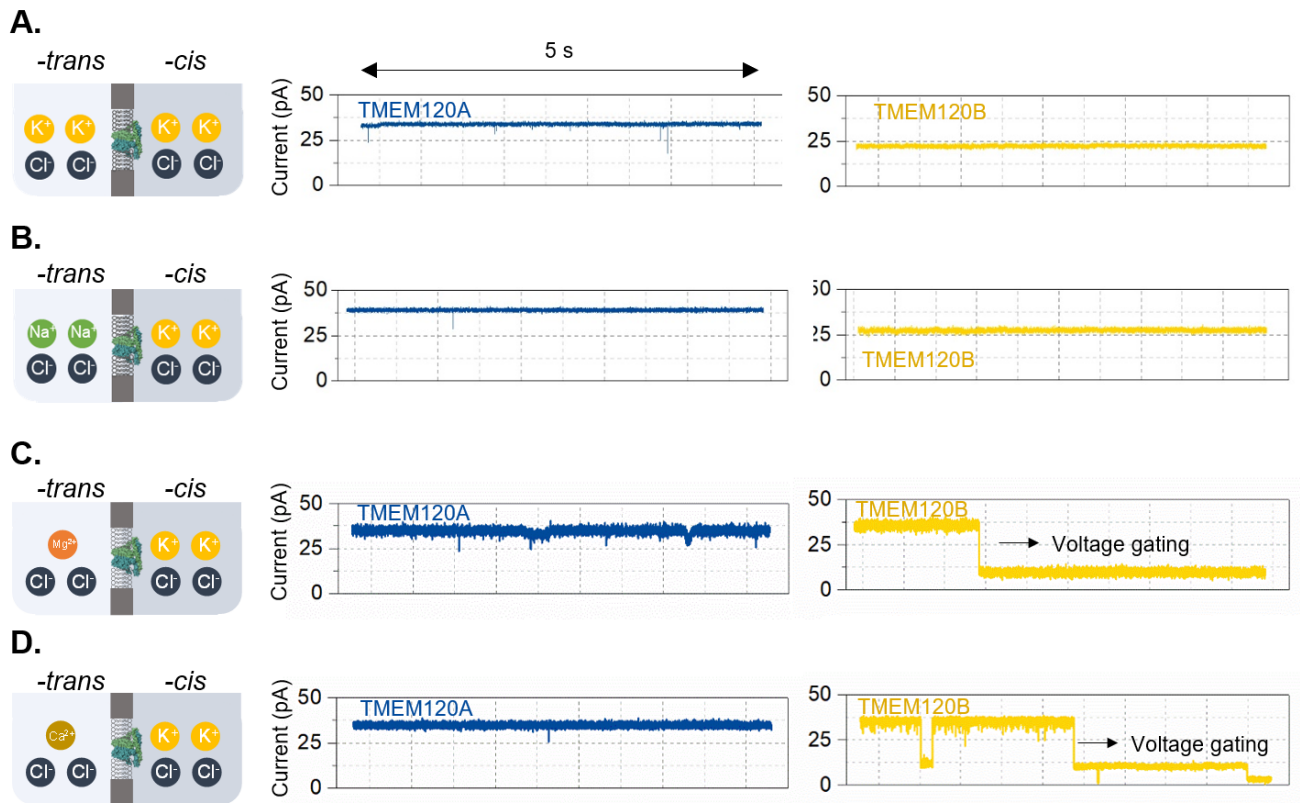 A.
-trans -cis
K⁺ K⁺ K⁺ K⁺
Cl⁻ Cl⁻ Cl⁻ Cl⁻
5 s
Current (pA)
50
25
0
TMEM120A
50
25
0
TMEM120B
B.
-trans -cis
Na⁺ Na⁺ K⁺ K⁺
Cl⁻ Cl⁻ Cl⁻ Cl⁻
Current (pA)
50
25
0
50
25
0
TMEM120B
C.
-trans -cis
Mg²⁺ K⁺ K⁺
Cl⁻ Cl⁻ Cl⁻ Cl⁻
Current (pA)
50
25
0
TMEM120A
50
25
0
TMEM120B
Voltage gating
D.
-trans -cis
Ca²⁺ K⁺ K⁺
Cl⁻ Cl⁻ Cl⁻ Cl⁻
Current (pA)
50
25
0
TMEM120A
50
25
0
TMEM120B
Voltage gating